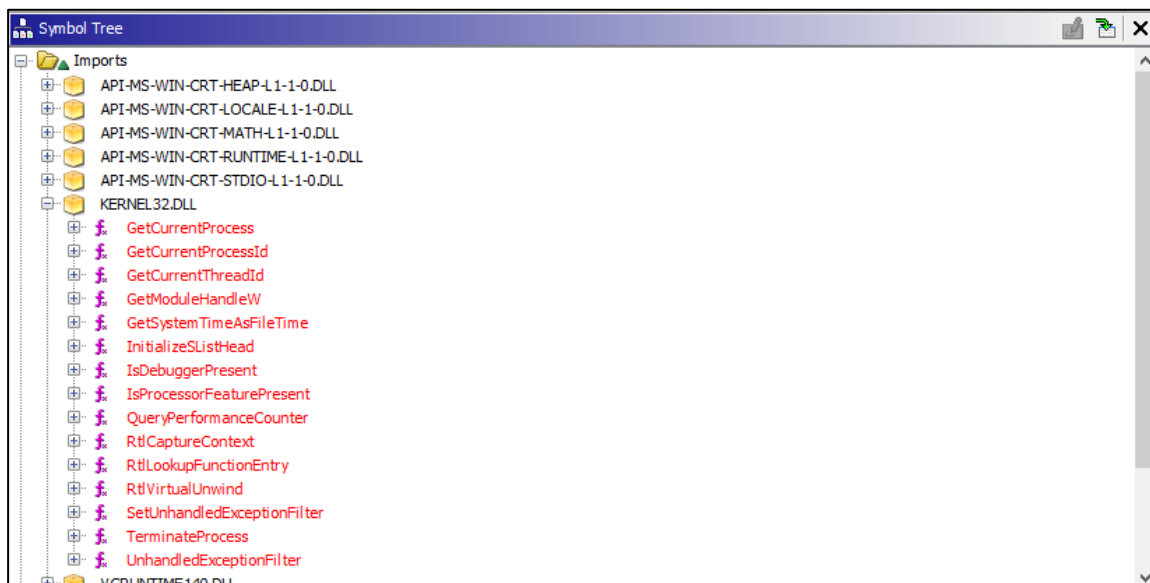 Symbol Tree
Imports
API-MS-WIN-CRT-HEAP-L1-1-0.DLL
API-MS-WIN-CRT-LOCALE-L1-1-0.DLL
API-MS-WIN-CRT-MATH-L1-1-0.DLL
API-MS-WIN-CRT-RUNTIME-L1-1-0.DLL
API-MS-WIN-CRT-STDIO-L1-1-0.DLL
KERNEL32.DLL
GetCurrentProcess
GetCurrentProcessId
GetCurrentThreadId
GetModuleHandleW
GetSystemTimeAsFileTime
InitializeSListHead
IsDebuggerPresent
IsProcessorFeaturePresent
QueryPerformanceCounter
RtlCaptureContext
RtlLookupFunctionEntry
RtlVirtualUnwind
SetUnhandledExceptionFilter
TerminateProcess
UnhandledExceptionFilter
VCRUNTIME140.DLL